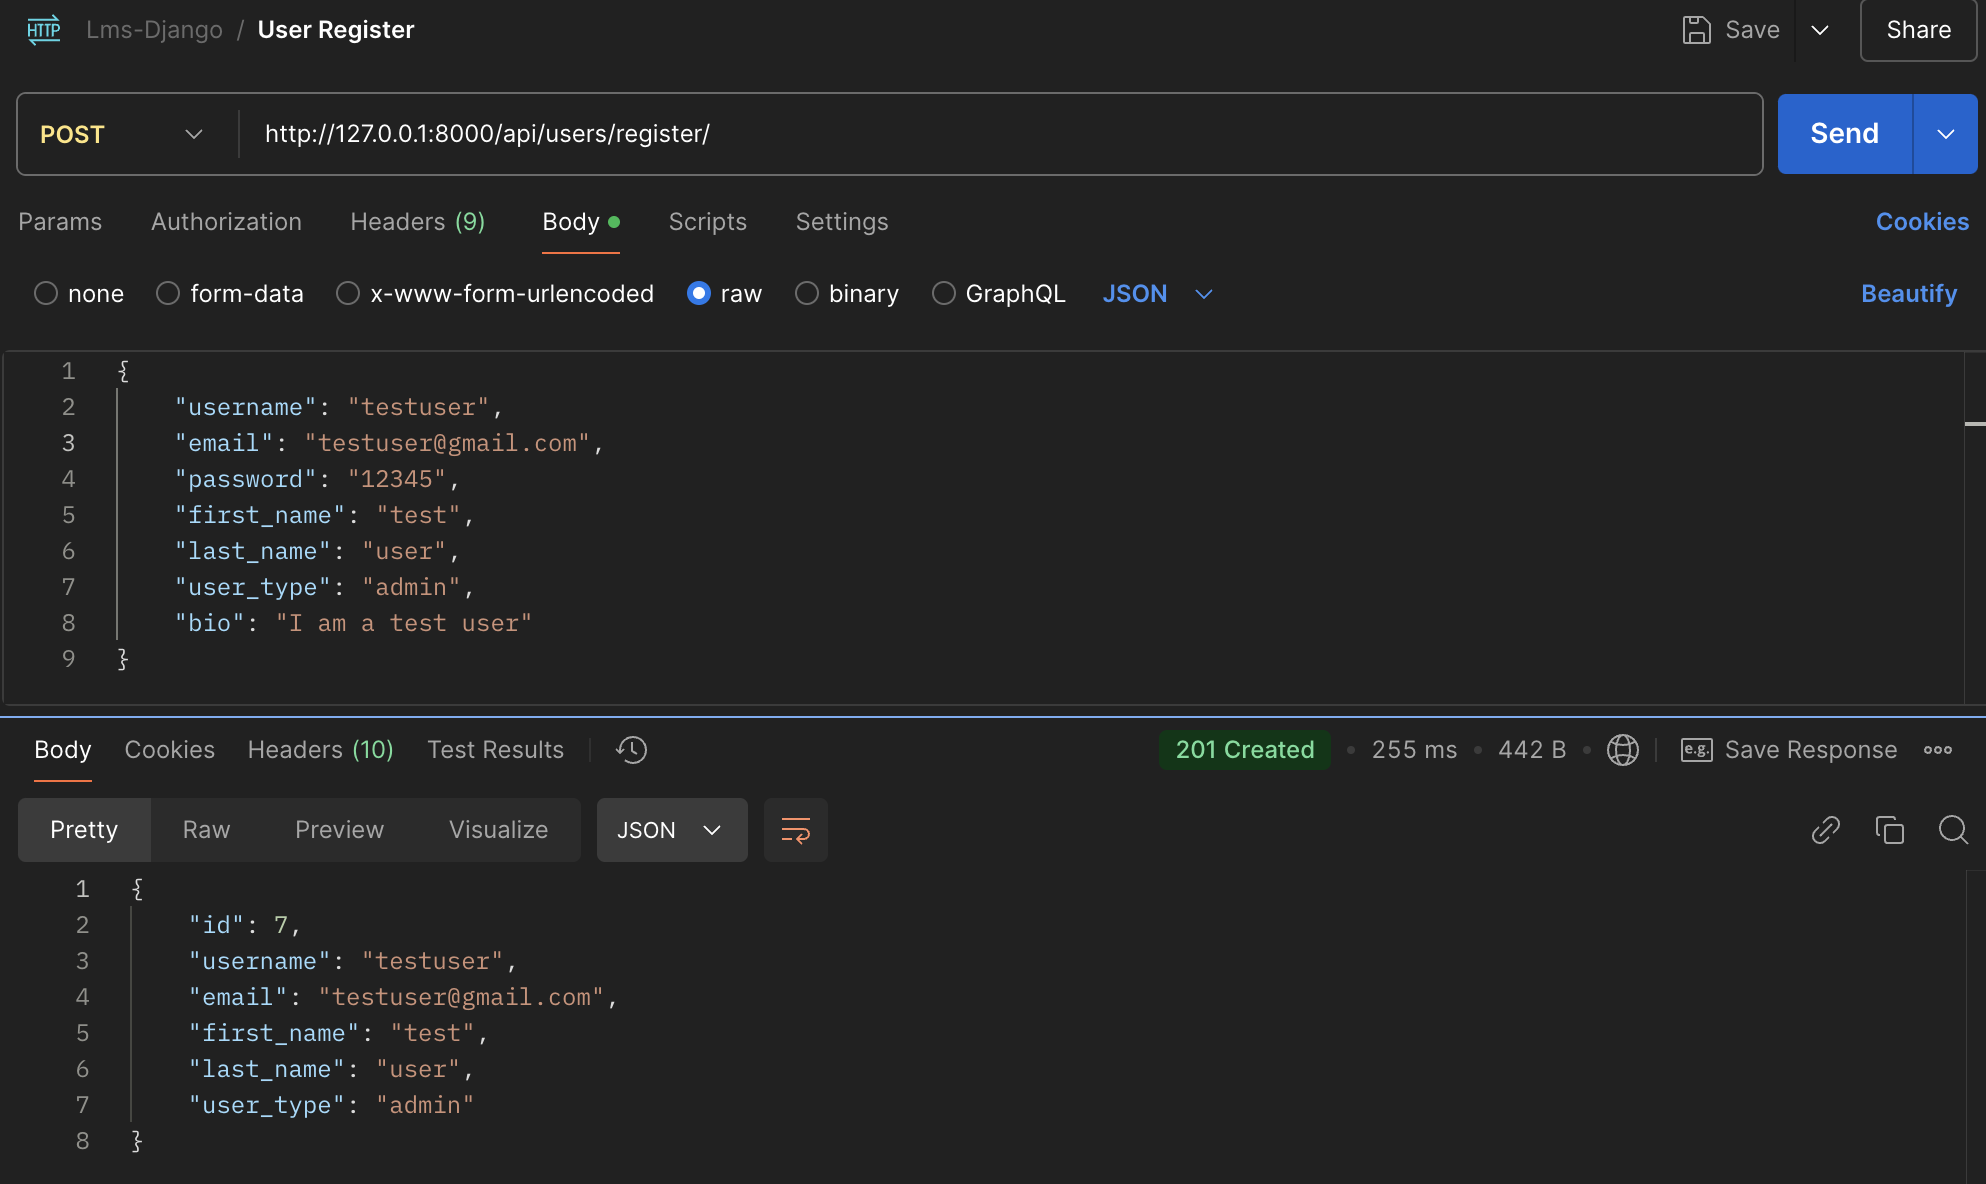 HTTP Lms-Django / User Register Save Share
POST http://127.0.0.1:8000/api/users/register/ Send
Params Authorization Headers (9) Body Scripts Settings Cookies
none form-data x-www-form-urlencoded raw binary GraphQL JSON Beautify
1 {
2 "username": "testuser",
3 "email": "testuser@gmail.com",
4 "password": "12345",
5 "first_name": "test",
6 "last_name": "user",
7 "user_type": "admin",
8 "bio": "I am a test user"
9 }
Body Cookies Headers (10) Test Results 201 Created • 255 ms • 442 B • e.g. Save Response
Pretty Raw Preview Visualize JSON
1 {
2 "id": 7,
3 "username": "testuser",
4 "email": "testuser@gmail.com",
5 "first_name": "test",
6 "last_name": "user",
7 "user_type": "admin"
8 }